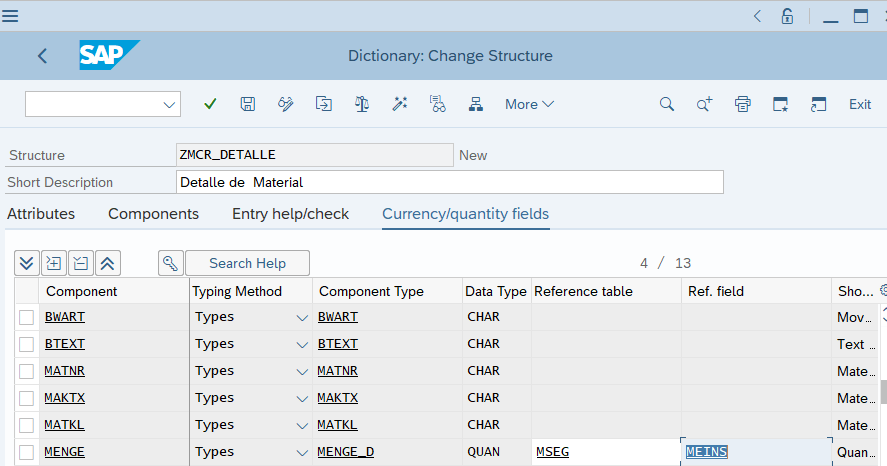 SAP
Dictionary: Change Structure
More
Exit
Structure ZMCR_DETALLE New
Short Description Detalle de Material
Attributes Components Entry help/check Currency/quantity fields
Search Help 4 / 13
Component Typing Method Component Type Data Type Reference table Ref. field Sho...
BWART Types BWART CHAR Mov...
BTEXT Types BTEXT CHAR Text ...
MATNR Types MATNR CHAR Mate...
MAKTX Types MAKTX CHAR Mate...
MATKL Types MATKL CHAR Mate...
MENGE Types MENGE_D QUAN MSEG MEINS Quan...